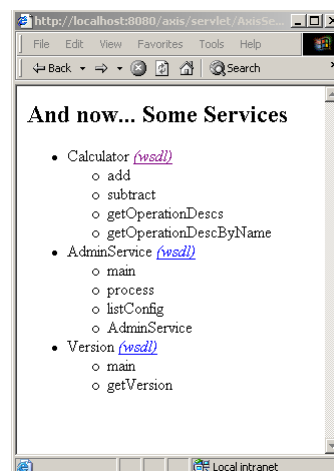 http://localhost:8080/axis/servlet/AxisSe...
File Edit View Favorites Tools Help
Back Search
And now... Some Services
Calculator (wsdl)
add
subtract
getOperationDescs
getOperationDescByName
AdminService (wsdl)
main
process
listConfig
AdminService
Version (wsdl)
main
getVersion
Local intranet